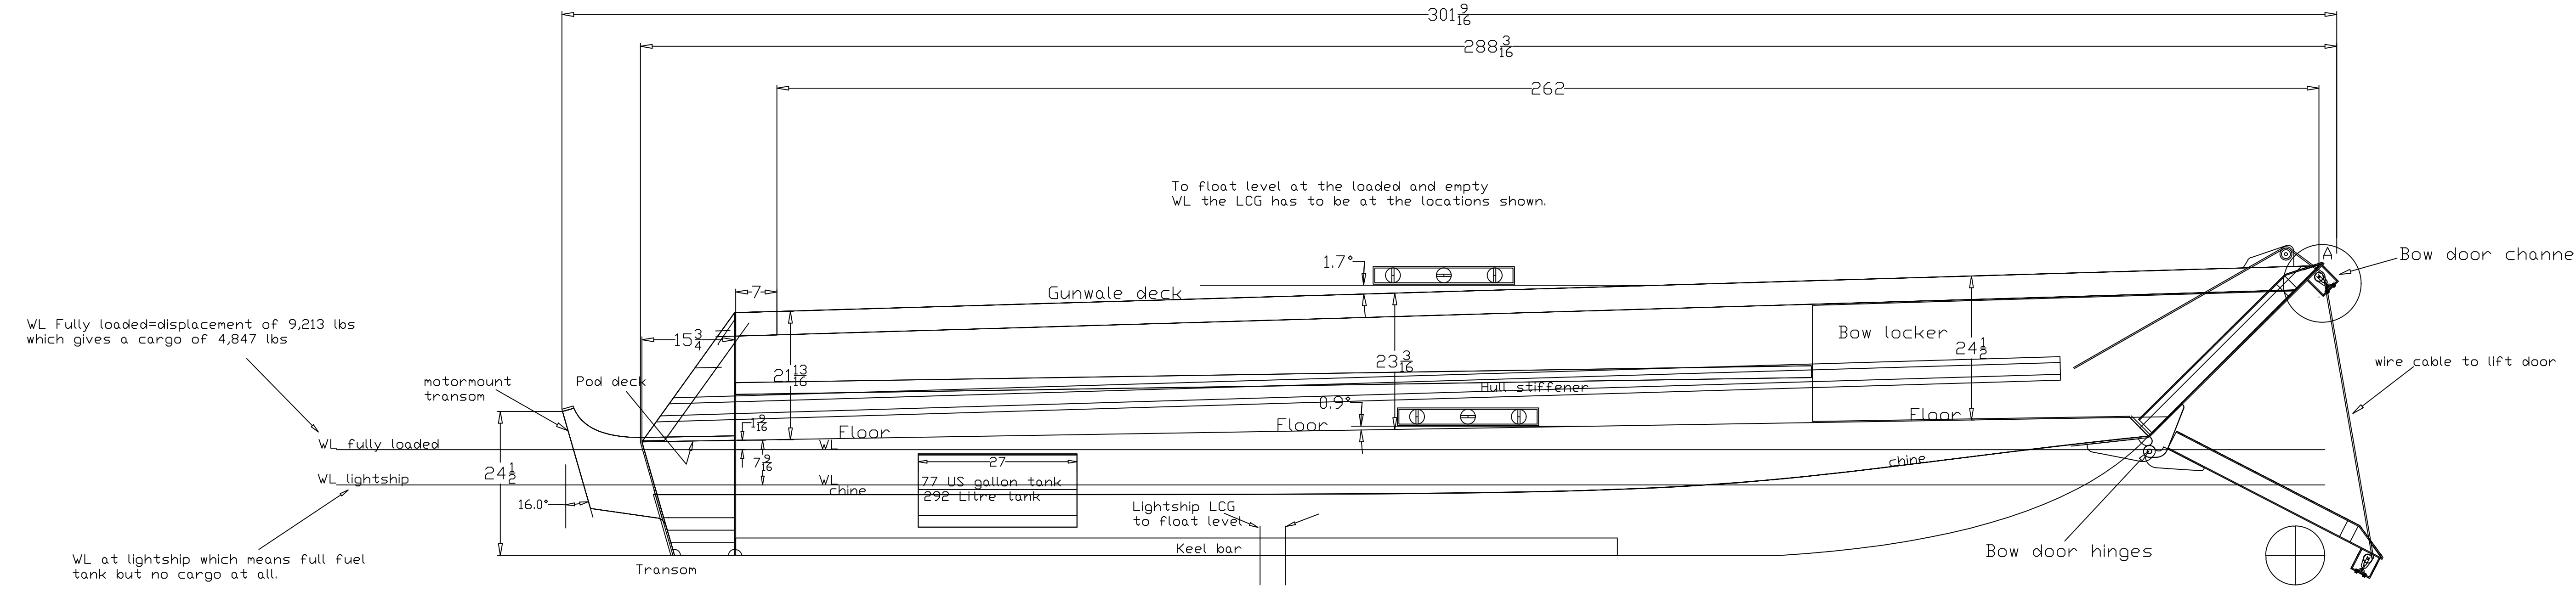 301 9/16
288 3/16
262
To float level at the loaded and empty
WL the LCG has to be at the locations shown.
A
Bow door channe
1.7°
7
Gunwale deck
WL Fully loaded=displacement of 9,213 lbs
which gives a cargo of 4,847 lbs
15 3/4
Bow locker
24 1/2
23 3/16
wire cable to lift door
21 13/16
motormount
transom
Pod deck
Hull stiffener
0.9°
Floor
1 9/16
Floor
Floor
WL fully loaded
WL
7 9/16
27
chine
24 1/2
WL lightship
WL
chine
77 US gallon tank
292 Litre tank
16.0°
Lightship LCG
to float level
Keel bar
Bow door hinges
WL at lightship which means full fuel
tank but no cargo at all.
Transom